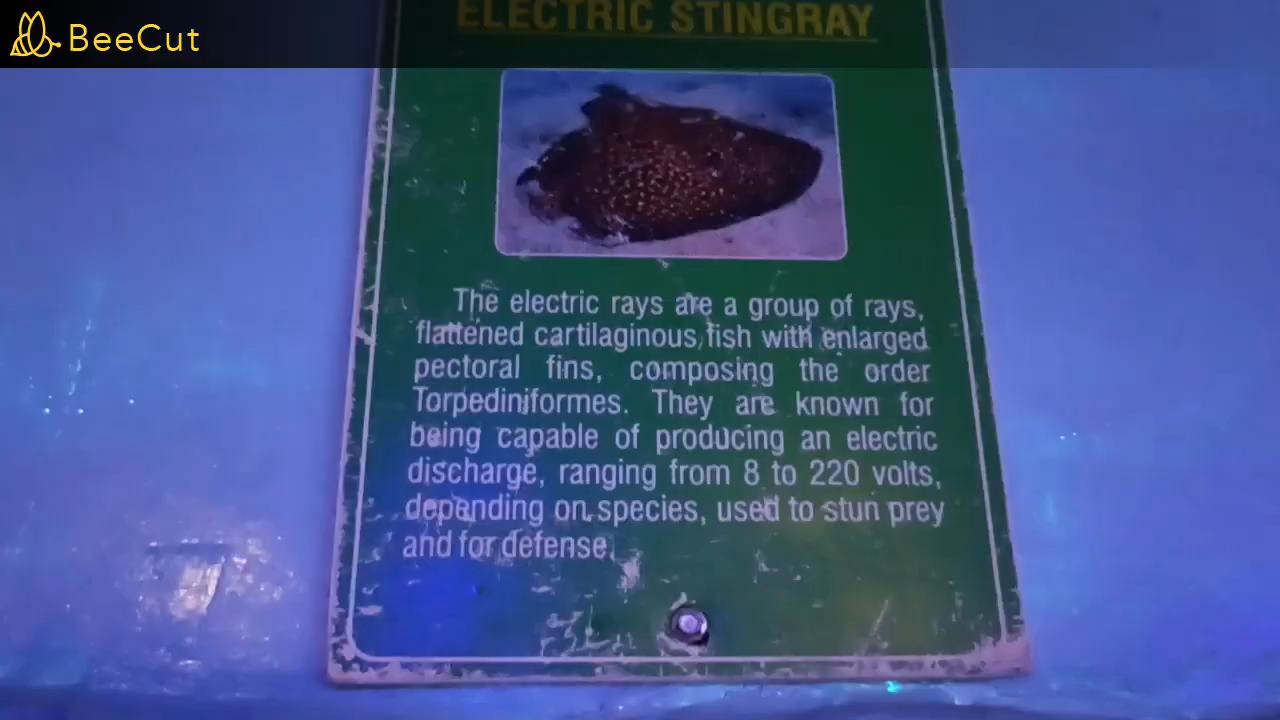 BeeCut
ELECTRIC STINGRAY
The electric rays are a group of rays,
flattened cartilaginous fish with enlarged
pectoral fins, composing the order
Torpediniformes. They are known for
being capable of producing an electric
discharge, ranging from 8 to 220 volts,
depending on species, used to stun prey
and for defense.